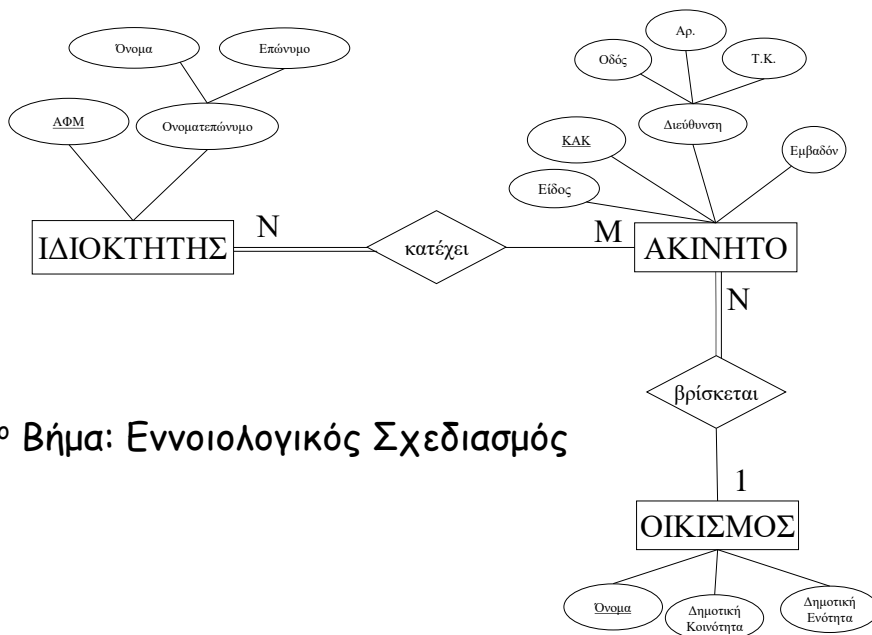 Όνομα
Επώνυμο
ΑΦΜ
Ονοματεπώνυμο
Οδός
Αρ.
Τ.Κ.
Διεύθυνση
ΚΑΚ
Εμβαδόν
Είδος
ΙΔΙΟΚΤΗΤΗΣ
N
κατέχει
M
ΑΚΙΝΗΤΟ
N
βρίσκεται
ο Βήμα: Εννοιολογικός Σχεδιασμός
1
ΟΙΚΙΣΜΟΣ
Όνομα
Δημοτική
Κοινότητα
Δημοτική
Ενότητα